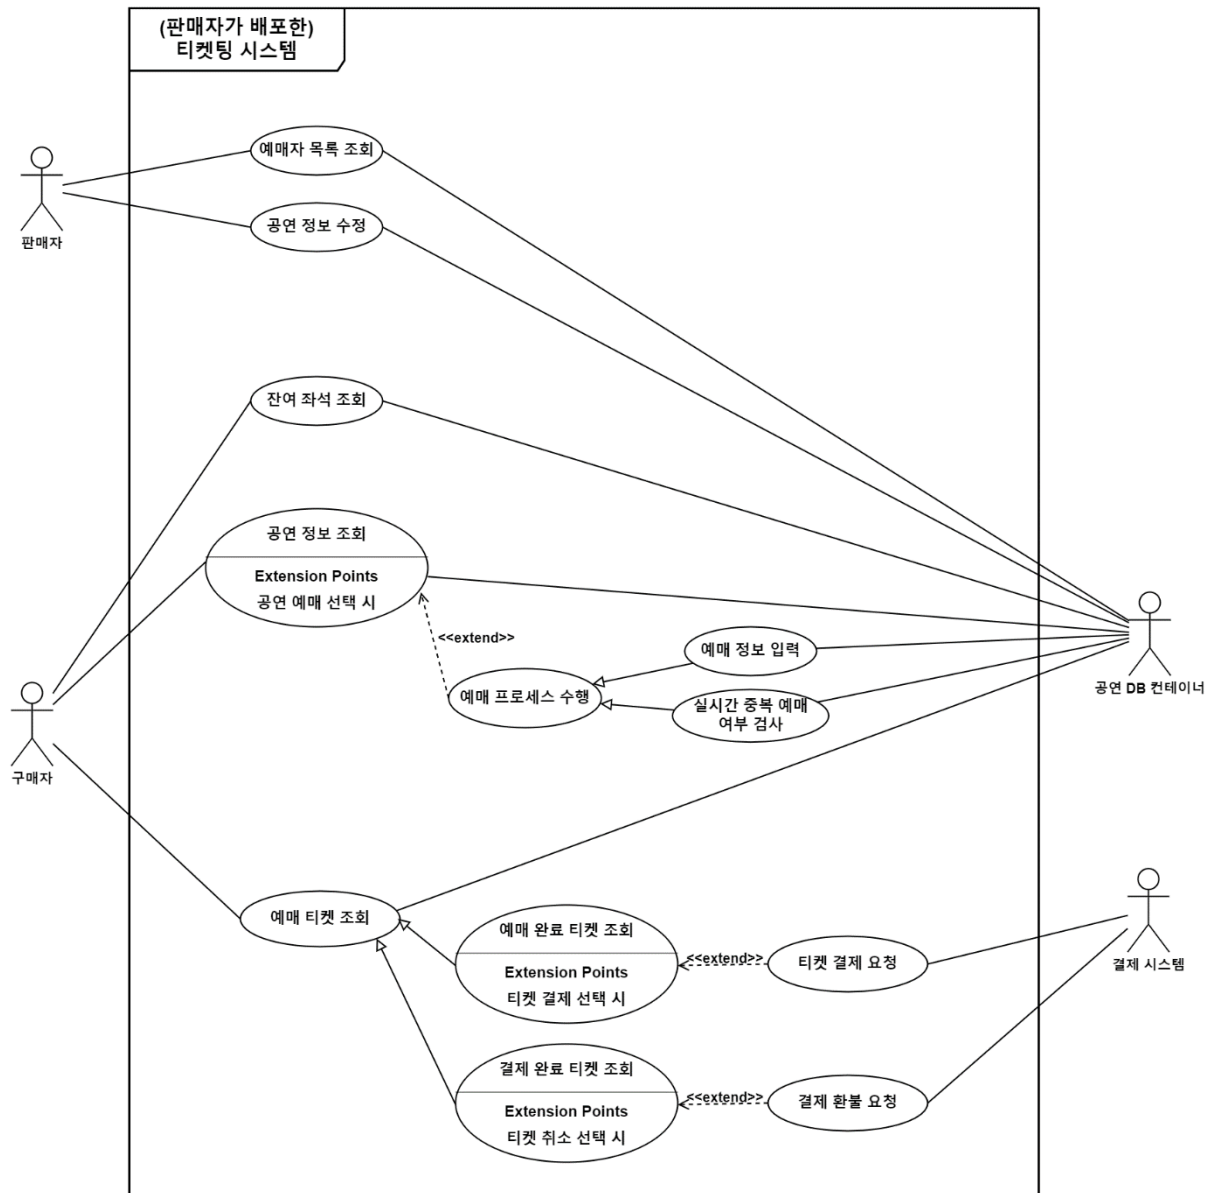 (판매자가 배포한)
티켓팅 시스템
예매자 목록 조회
판매자
공연 정보 수정
잔여 좌석 조회
공연 정보 조회
Extension Points
공연 예매 선택 시
<<extend>>
예매 정보 입력
예매 프로세스 수행
실시간 중복 예매
여부 검사
공연 DB 컨테이너
구매자
예매 티켓 조회
예매 완료 티켓 조회
Extension Points
티켓 결제 선택 시
<<extend>>
티켓 결제 요청
결제 시스템
결제 완료 티켓 조회
Extension Points
티켓 취소 선택 시
<<extend>>
결제 환불 요청